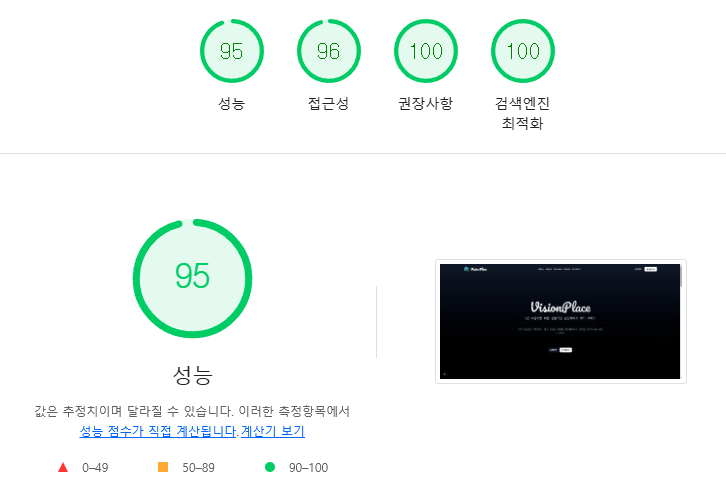 95
96
100
100
성능
접근성
권장사항
검색엔진
최적화
95
성능
값은 추정치이며 달라질 수 있습니다. 이러한 측정항목에서
성능 점수가 직접 계산됩니다. 계산기 보기
0–49
50–89
90–100
VisionPlace